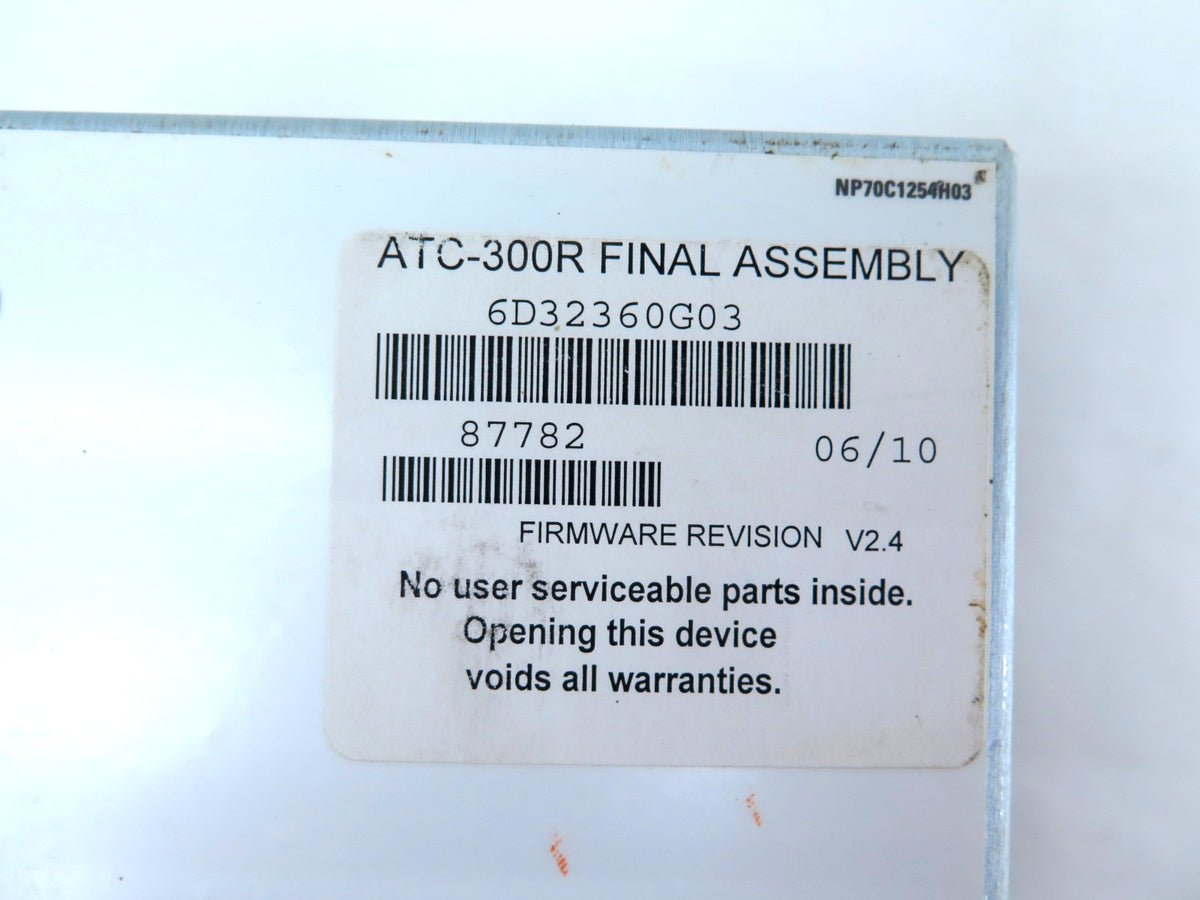 NP70C1254H03
ATC-300R FINAL ASSEMBLY
6D32360G03
87782 06/10
FIRMWARE REVISION V2.4
No user serviceable parts inside.
Opening this device
voids all warranties.